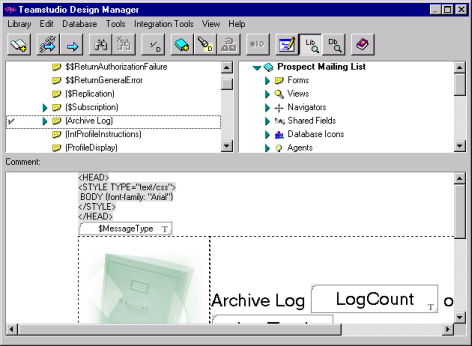 Teamstudio Design Manager
Library Edit Database Tools Integration Tools View Help
Lib
Db
$$ReturnAuthorizationFailure
$$ReturnGeneralError
($Replication)
($Subscription)
(Archive Log)
(IntProfileInstructions)
(ProfileDisplay)
Prospect Mailing List
Forms
Views
Navigators
Shared Fields
Database Icons
Agents
Comment:
<HEAD>
<STYLE TYPE="text/css">
BODY {font-family: "Arial"}
</STYLE>
</HEAD>
$MessageType T
Archive Log LogCount T o